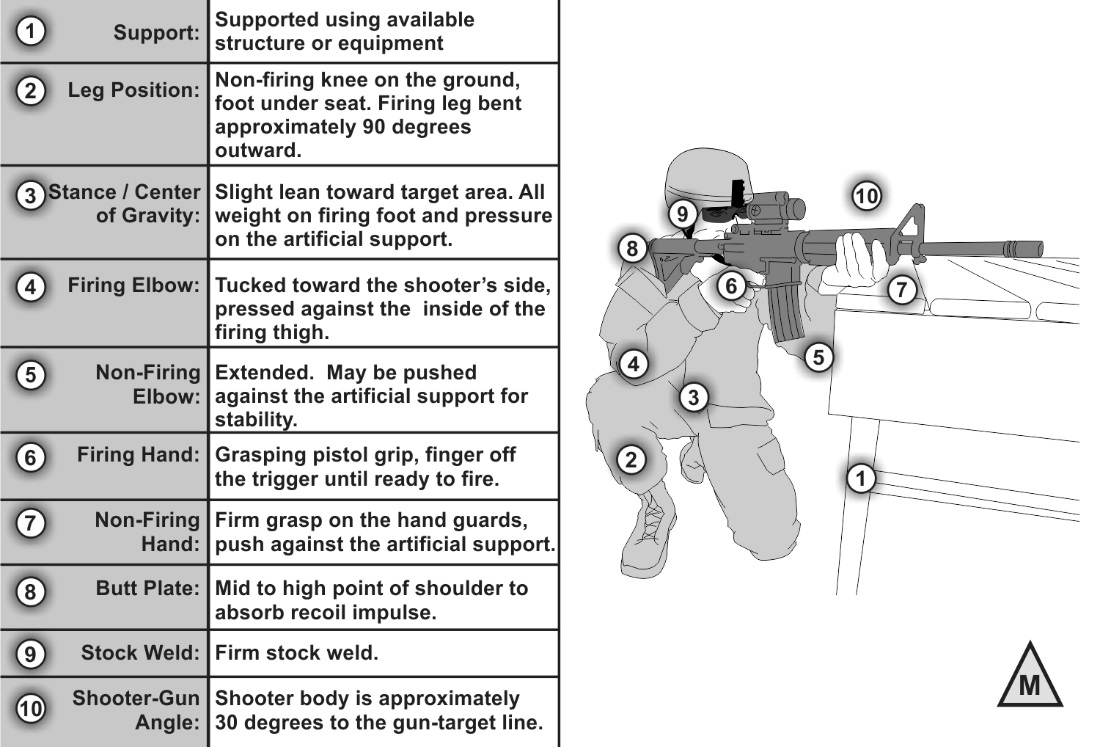 1 Support: Supported using available
structure or equipment
2 Leg Position: Non-firing knee on the ground,
foot under seat. Firing leg bent
approximately 90 degrees
outward.
3 Stance / Center
of Gravity:
Slight lean toward target area. All
weight on firing foot and pressure
on the artificial support.
4 Firing Elbow: Tucked toward the shooter's side,
pressed against the inside of the
firing thigh.
5 Non-Firing
Elbow:
Extended. May be pushed
against the artificial support for
stability.
6 Firing Hand: Grasping pistol grip, finger off
the trigger until ready to fire.
7 Non-Firing
Hand:
Firm grasp on the hand guards,
push against the artificial support.
8 Butt Plate: Mid to high point of shoulder to
absorb recoil impulse.
9 Stock Weld: Firm stock weld.
10 Shooter-Gun
Angle:
Shooter body is approximately
30 degrees to the gun-target line.
10
9
8
6
7
5
4
3
2
1
M